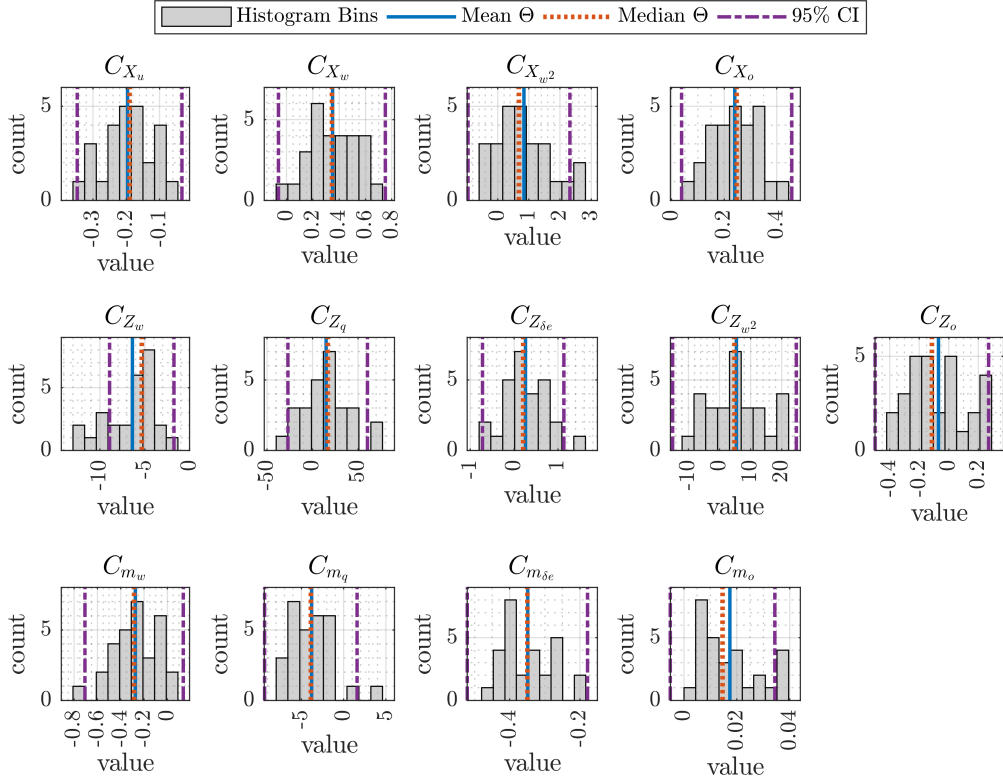 Histogram Bins Mean Θ Median Θ 95% CI
C_{X_u} C_{X_w} C_{X_{w2}} C_{X_o}
count 5 0 -0.3 -0.2 -0.1 value
count 5 0 0 0.2 0.4 0.6 0.8 value
count 5 0 0 1 2 3 value
count 5 0 0 0.2 0.4 value
C_{Z_w} C_{Z_q} C_{Z_{δe}} C_{Z_{w2}} C_{Z_o}
count 5 0 -10 -5 0 value
count 5 0 -50 0 50 value
count 5 0 -1 0 1 value
count 5 0 -10 0 10 20 value
count 5 0 -0.4 -0.2 0 0.2 value
C_{m_w} C_{m_q} C_{m_{δe}} C_{m_o}
count 5 0 -0.8 -0.6 -0.4 -0.2 0 value
count 5 0 -5 0 5 value
count 5 0 -0.4 -0.2 value
count 5 0 0 0.02 0.04 value